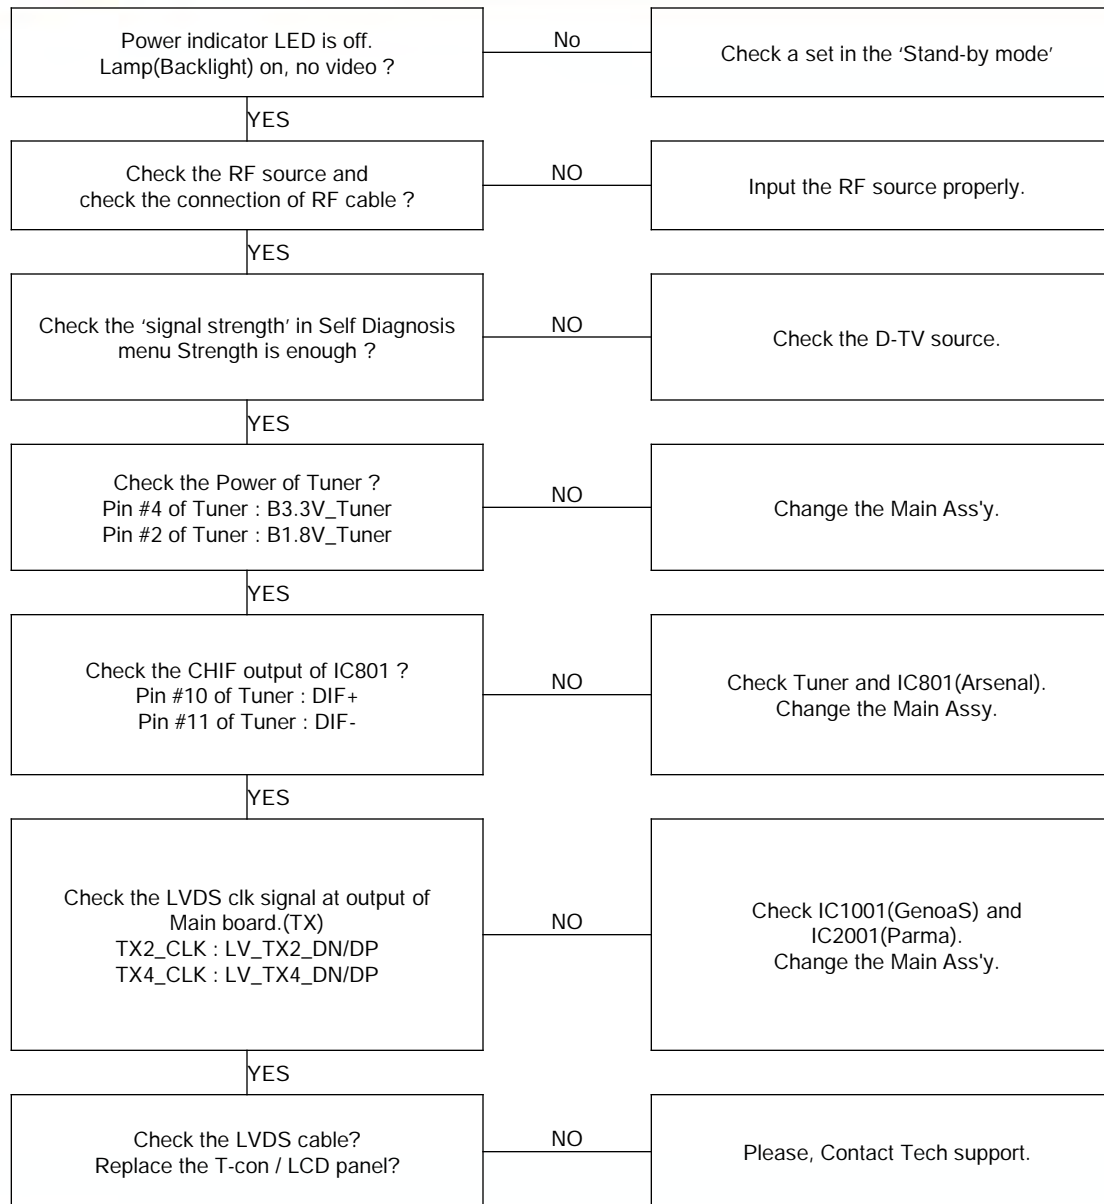 Power indicator LED is off.
Lamp(Backlight) on, no video ?
No
Check a set in the ‘Stand-by mode’
YES
Check the RF source and
check the connection of RF cable ?
NO
Input the RF source properly.
YES
Check the ‘signal strength’ in Self Diagnosis
menu Strength is enough ?
NO
Check the D-TV source.
YES
Check the Power of Tuner ?
Pin #4 of Tuner : B3.3V_Tuner
Pin #2 of Tuner : B1.8V_Tuner
NO
Change the Main Ass'y.
YES
Check the CHIF output of IC801 ?
Pin #10 of Tuner : DIF+
Pin #11 of Tuner : DIF-
NO
Check Tuner and IC801(Arsenal).
Change the Main Assy.
YES
Check the LVDS clk signal at output of
Main board.(TX)
TX2_CLK : LV_TX2_DN/DP
TX4_CLK : LV_TX4_DN/DP
NO
Check IC1001(GenoaS) and
IC2001(Parma).
Change the Main Ass'y.
YES
Check the LVDS cable?
Replace the T-con / LCD panel?
NO
Please, Contact Tech support.